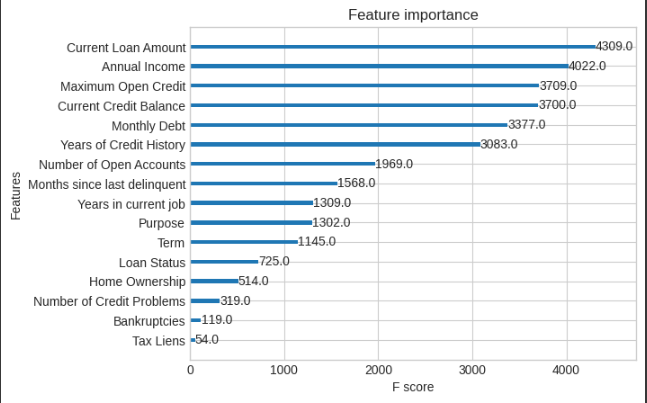 Feature importance
Features
Current Loan Amount 4309.0
Annual Income 4022.0
Maximum Open Credit 3709.0
Current Credit Balance 3700.0
Monthly Debt 3377.0
Years of Credit History 3083.0
Number of Open Accounts 1969.0
Months since last delinquent 1568.0
Years in current job 1309.0
Purpose 1302.0
Term 1145.0
Loan Status 725.0
Home Ownership 514.0
Number of Credit Problems 319.0
Bankruptcies 119.0
Tax Liens 54.0
0 1000 2000 3000 4000
F score